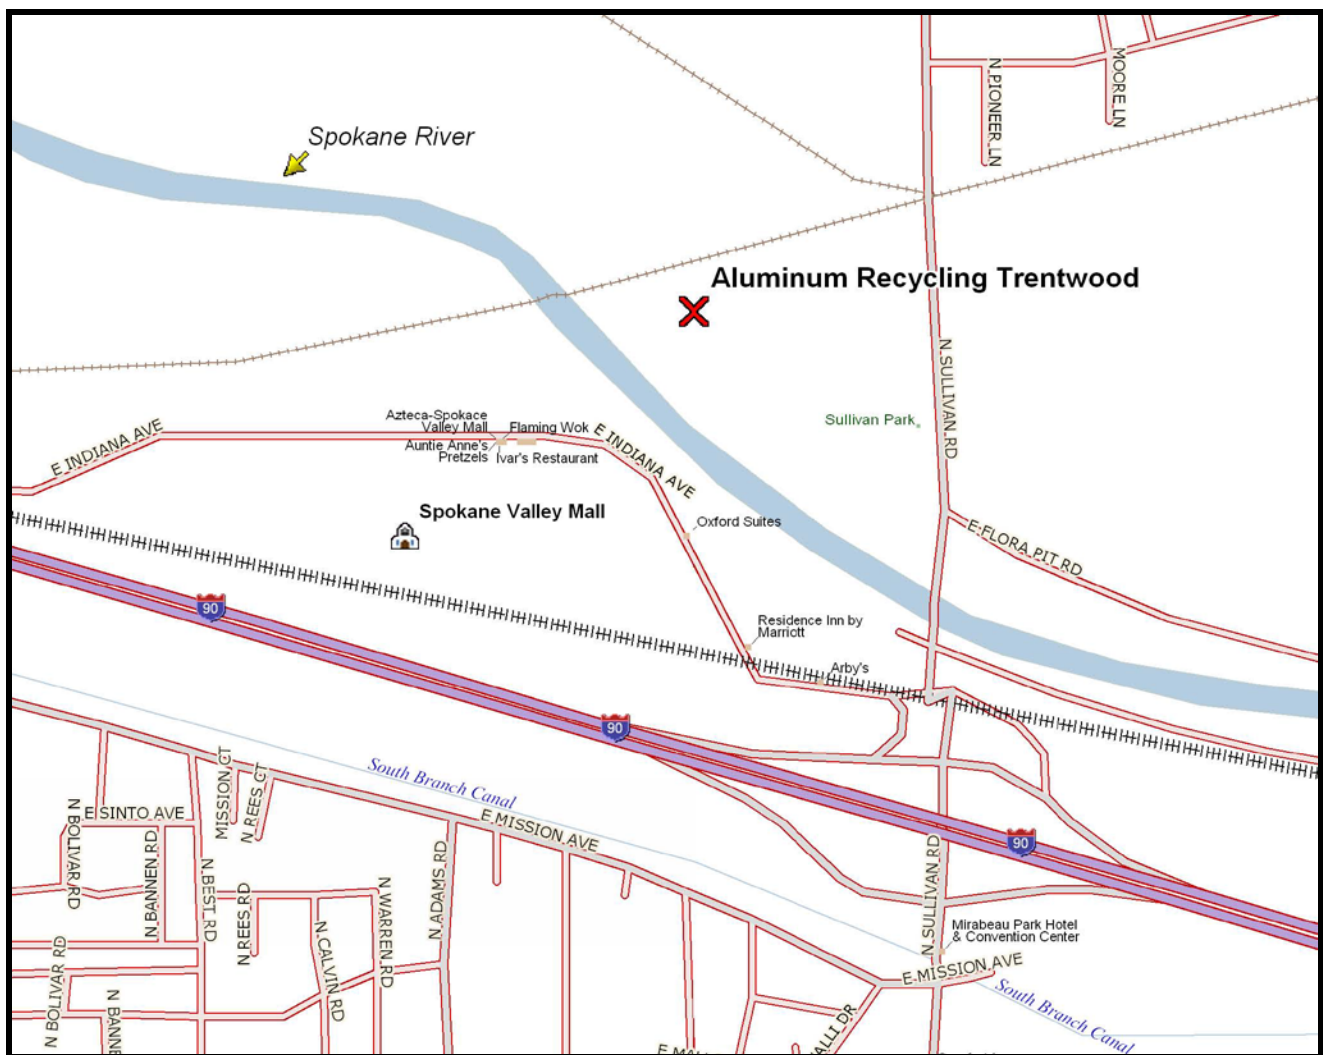 MOORE LN
N PIONEER LN
Spokane River
Aluminum Recycling Trentwood
N SULLIVAN RD
Sullivan Park
Azteca-Spokace
Valley Mall
Flaming Wok
Auntie Anne's
Pretzels
Ivar's Restaurant
E INDIANA AVE
E INDIANA AVE
Spokane Valley Mall
Oxford Suites
E FLORA PIT RD
90
Residence Inn by
Marriott
Arby's
90
South Branch Canal
MISSION CT
N REES CT
E SINTO AVE
N BOLIVAR RD
E MISSION AVE
90
N BANNEN RD
N BEST RD
N ADAMS RD
N SULLIVAN RD
N REES RD
N WARREN RD
N CALVIN RD
Mirabeau Park Hotel
& Convention Center
E MISSION AVE
N BOLIVAR RD
N BANNE
South Branch Canal
ALLI DR